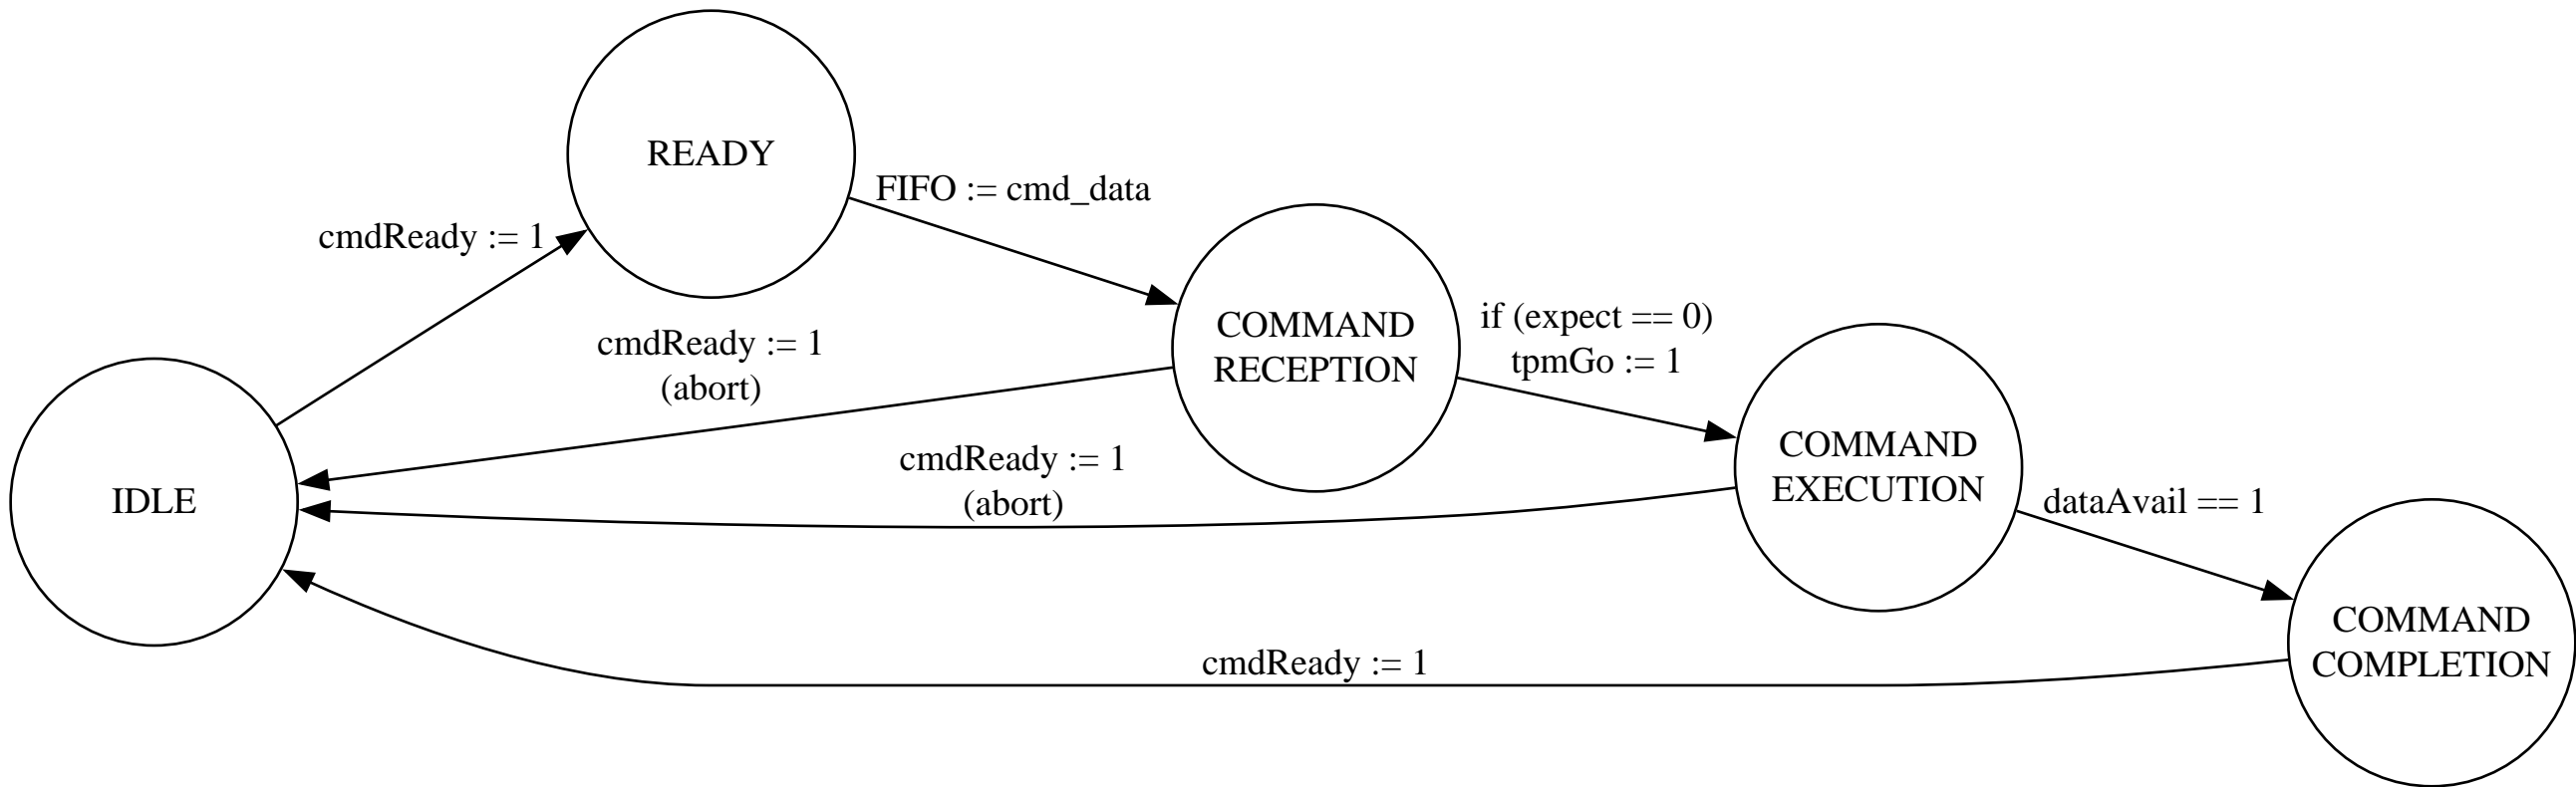 READY
FIFO := cmd_data
cmdReady := 1
COMMAND
RECEPTION
if (expect == 0)
tpmGo := 1
cmdReady := 1
(abort)
COMMAND
EXECUTION
cmdReady := 1
(abort)
IDLE
dataAvail == 1
COMMAND
COMPLETION
cmdReady := 1